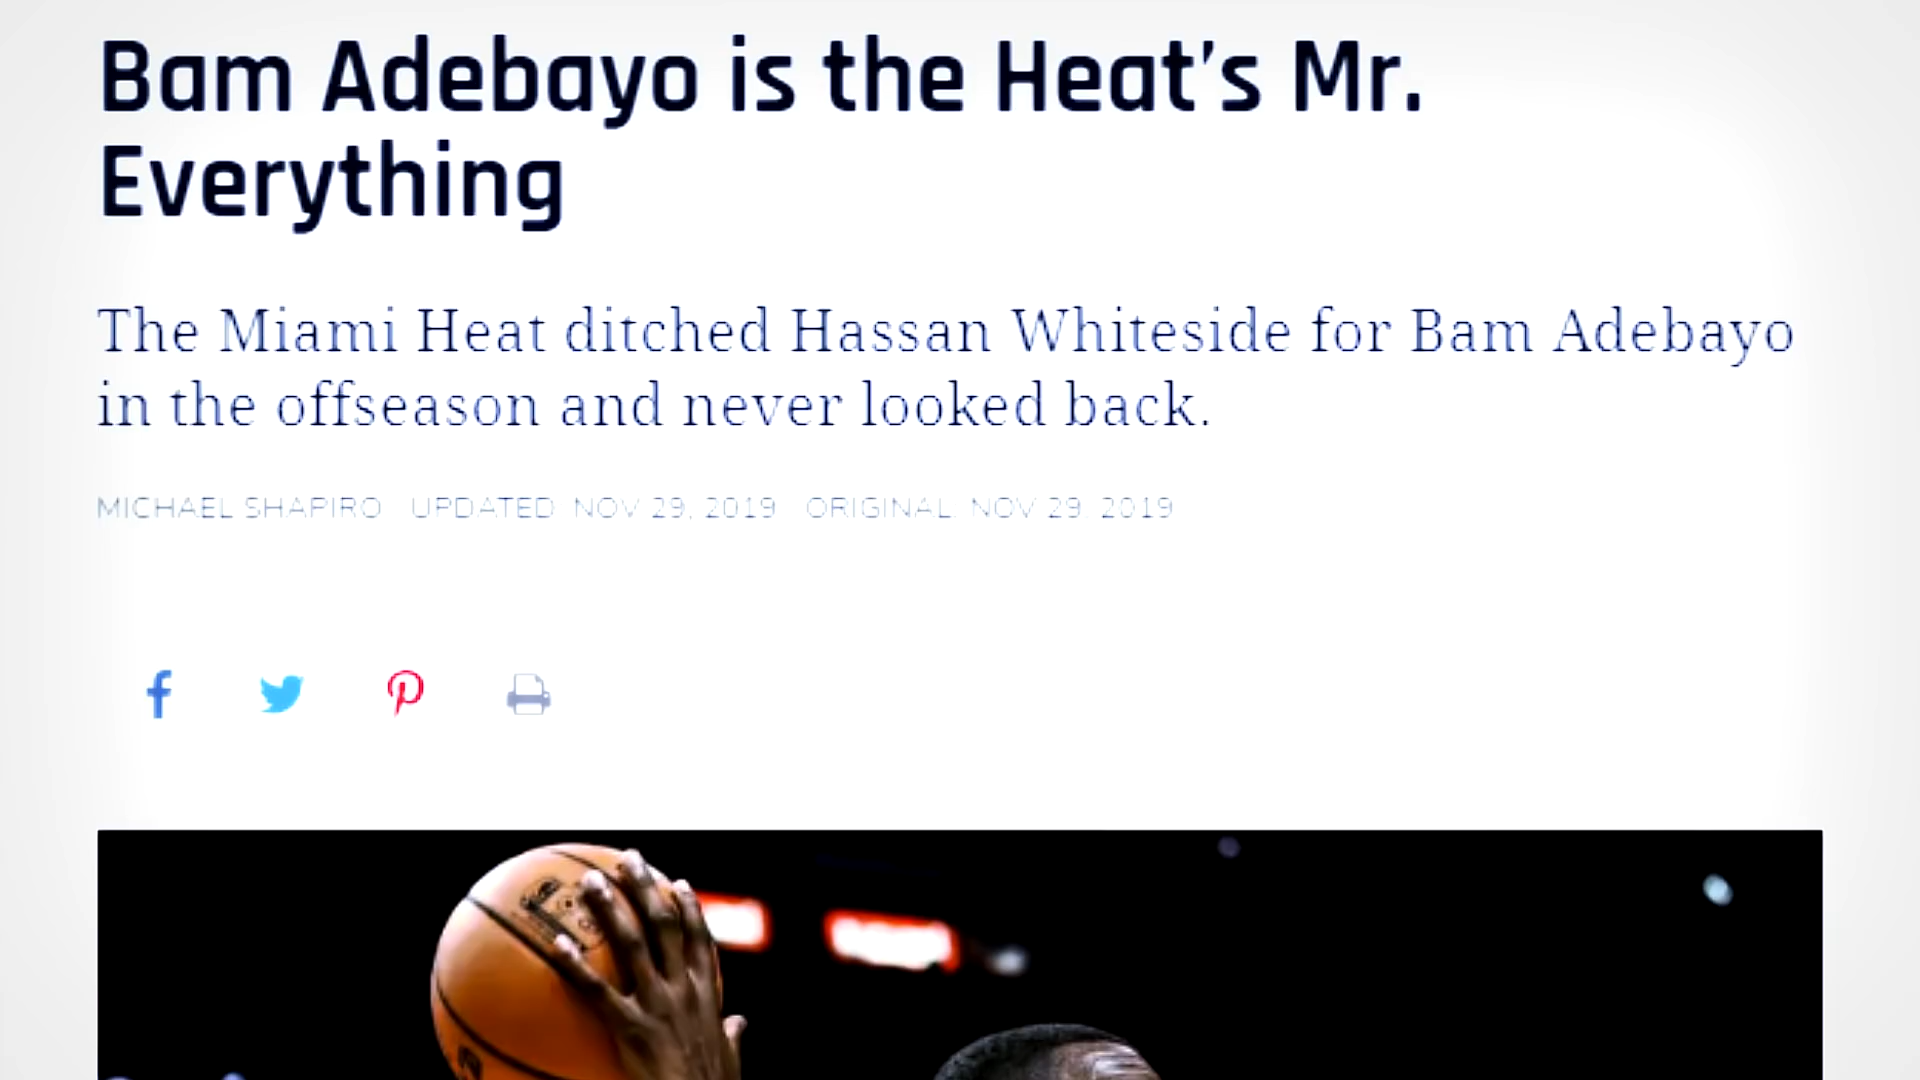 Bam Adebayo is the Heat's Mr.
Everything
The Miami Heat ditched Hassan Whiteside for Bam Adebayo
in the offseason and never looked back.
MICHAEL SHAPIRO UPDATED: NOV 29, 2019 ORIGINAL: NOV 29, 2019